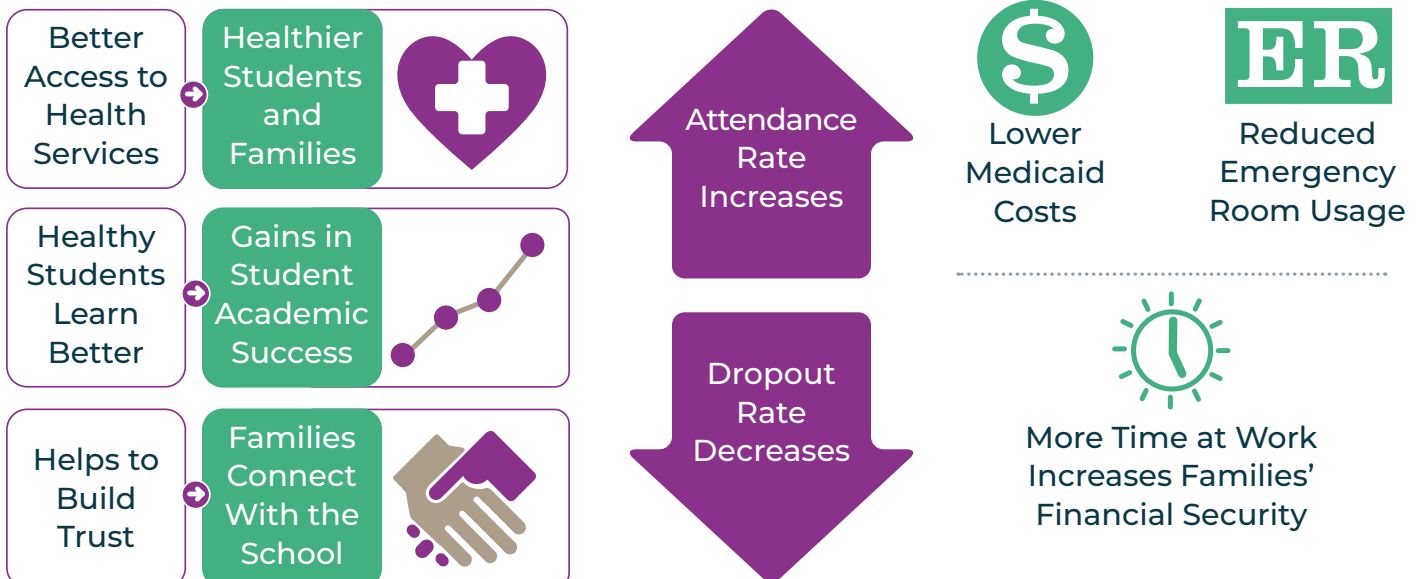 Better
Access to
Health
Services
Healthier
Students
and
Families
Healthy
Students
Learn
Better
Gains in
Student
Academic
Success
Helps to
Build
Trust
Families
Connect
With the
School
Attendance
Rate
Increases
Dropout
Rate
Decreases
$
Lower
Medicaid
Costs
ER
Reduced
Emergency
Room Usage
More Time at Work
Increases Families’
Financial Security